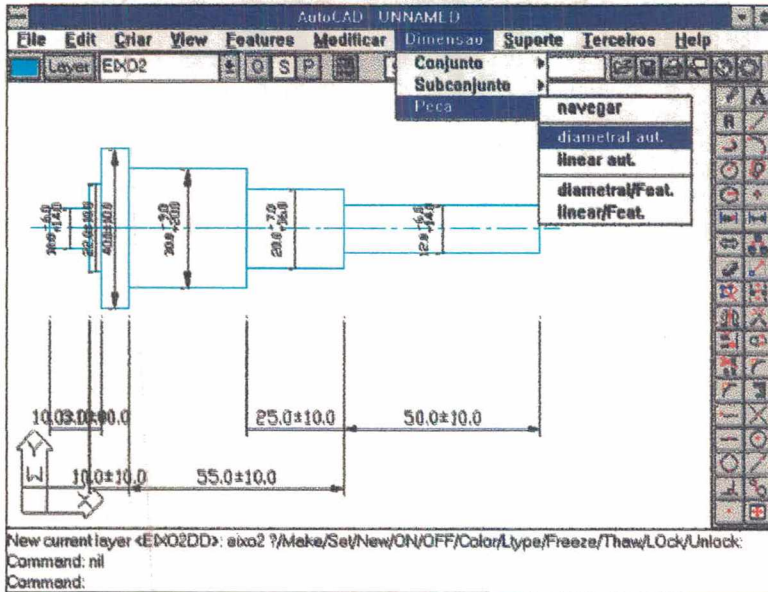 AutoCAD - UNNAMED
File Edit Criar View Features Modificar Dimensão Suporte Terceiros Help
Layer EIXO2 O S P
Conjunto
Subconjunto
Peca
navegar
diametral aut.
linear aut.
diametral/Feat.
linear/Feat.
25.0±10.0 50.0±10.0
10.0±10.0 55.0±10.0
W Y X
New current layer <EIXO2DD>: eixo2 ?/Make/Set/New/ON/OFF/Color/Ltype/Freeze/Thaw/LOck/Unlock:
Command: nil
Command: